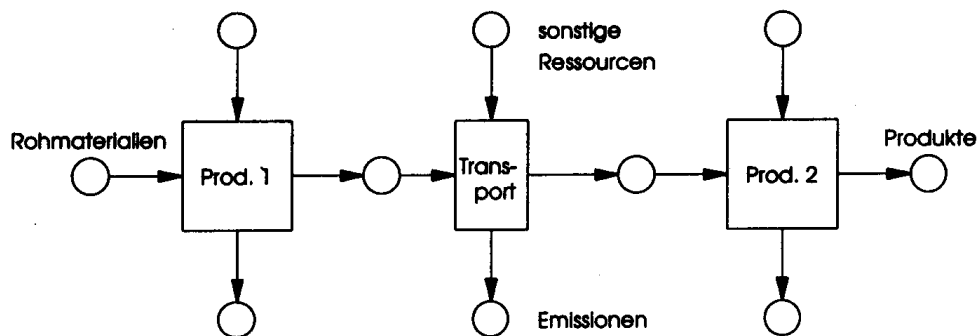 sonstige
Ressourcen
Rohmaterialien
Prod. 1
Trans-
port
Prod. 2
Produkte
Emissionen